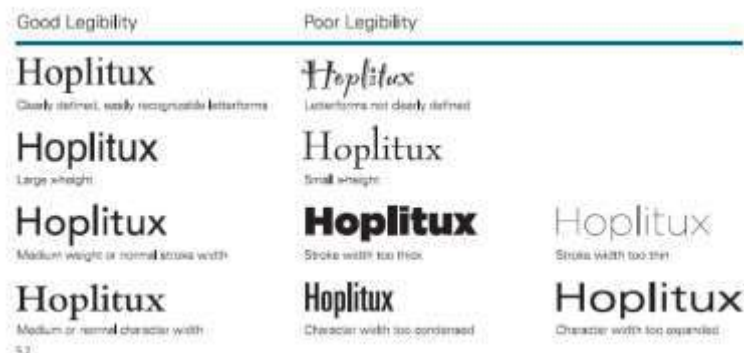 Good Legibility Poor Legibility
Hoplitux Hoplitux
Clearly defined, easily recognizable letterforms Letterforms not clearly defined
Hoplitux Hoplitux
Large x-height Small x-height
Hoplitux Hoplitux Hoplitux
Medium weight or normal stroke width Stroke width too thick Stroke width too thin
Hoplitux Hoplitux Hoplitux
Medium or normal character width Character width too condensed Character width too expanded